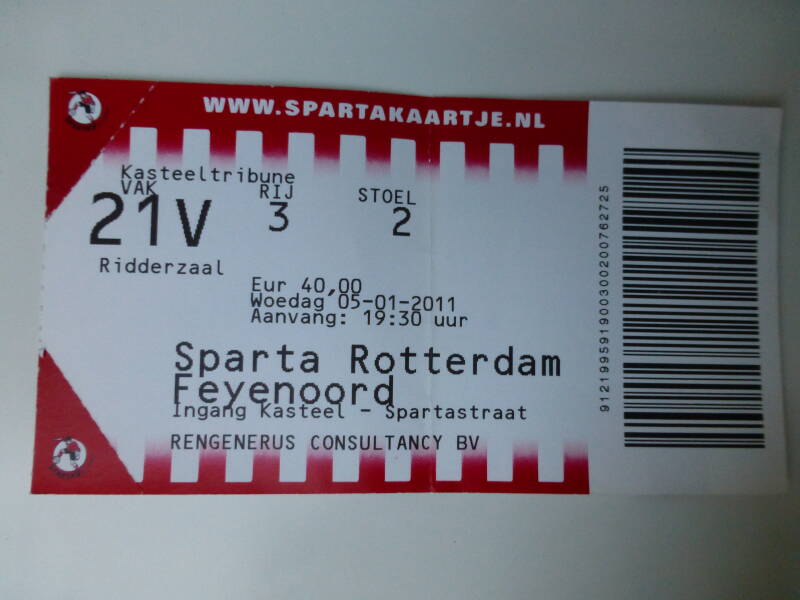 WWW.SPARTAKAARTJE.NL
Kasteeltribune
VAK RIJ STOEL
21V 3 2
Ridderzaal
Eur 40,00
Woedag 05-01-2011
Aanvang: 19:30 uur
Sparta Rotterdam
Feyenoord
Ingang Kasteel - Spartastraat
RENGENERUS CONSULTANCY BV
9121995919003000200762725